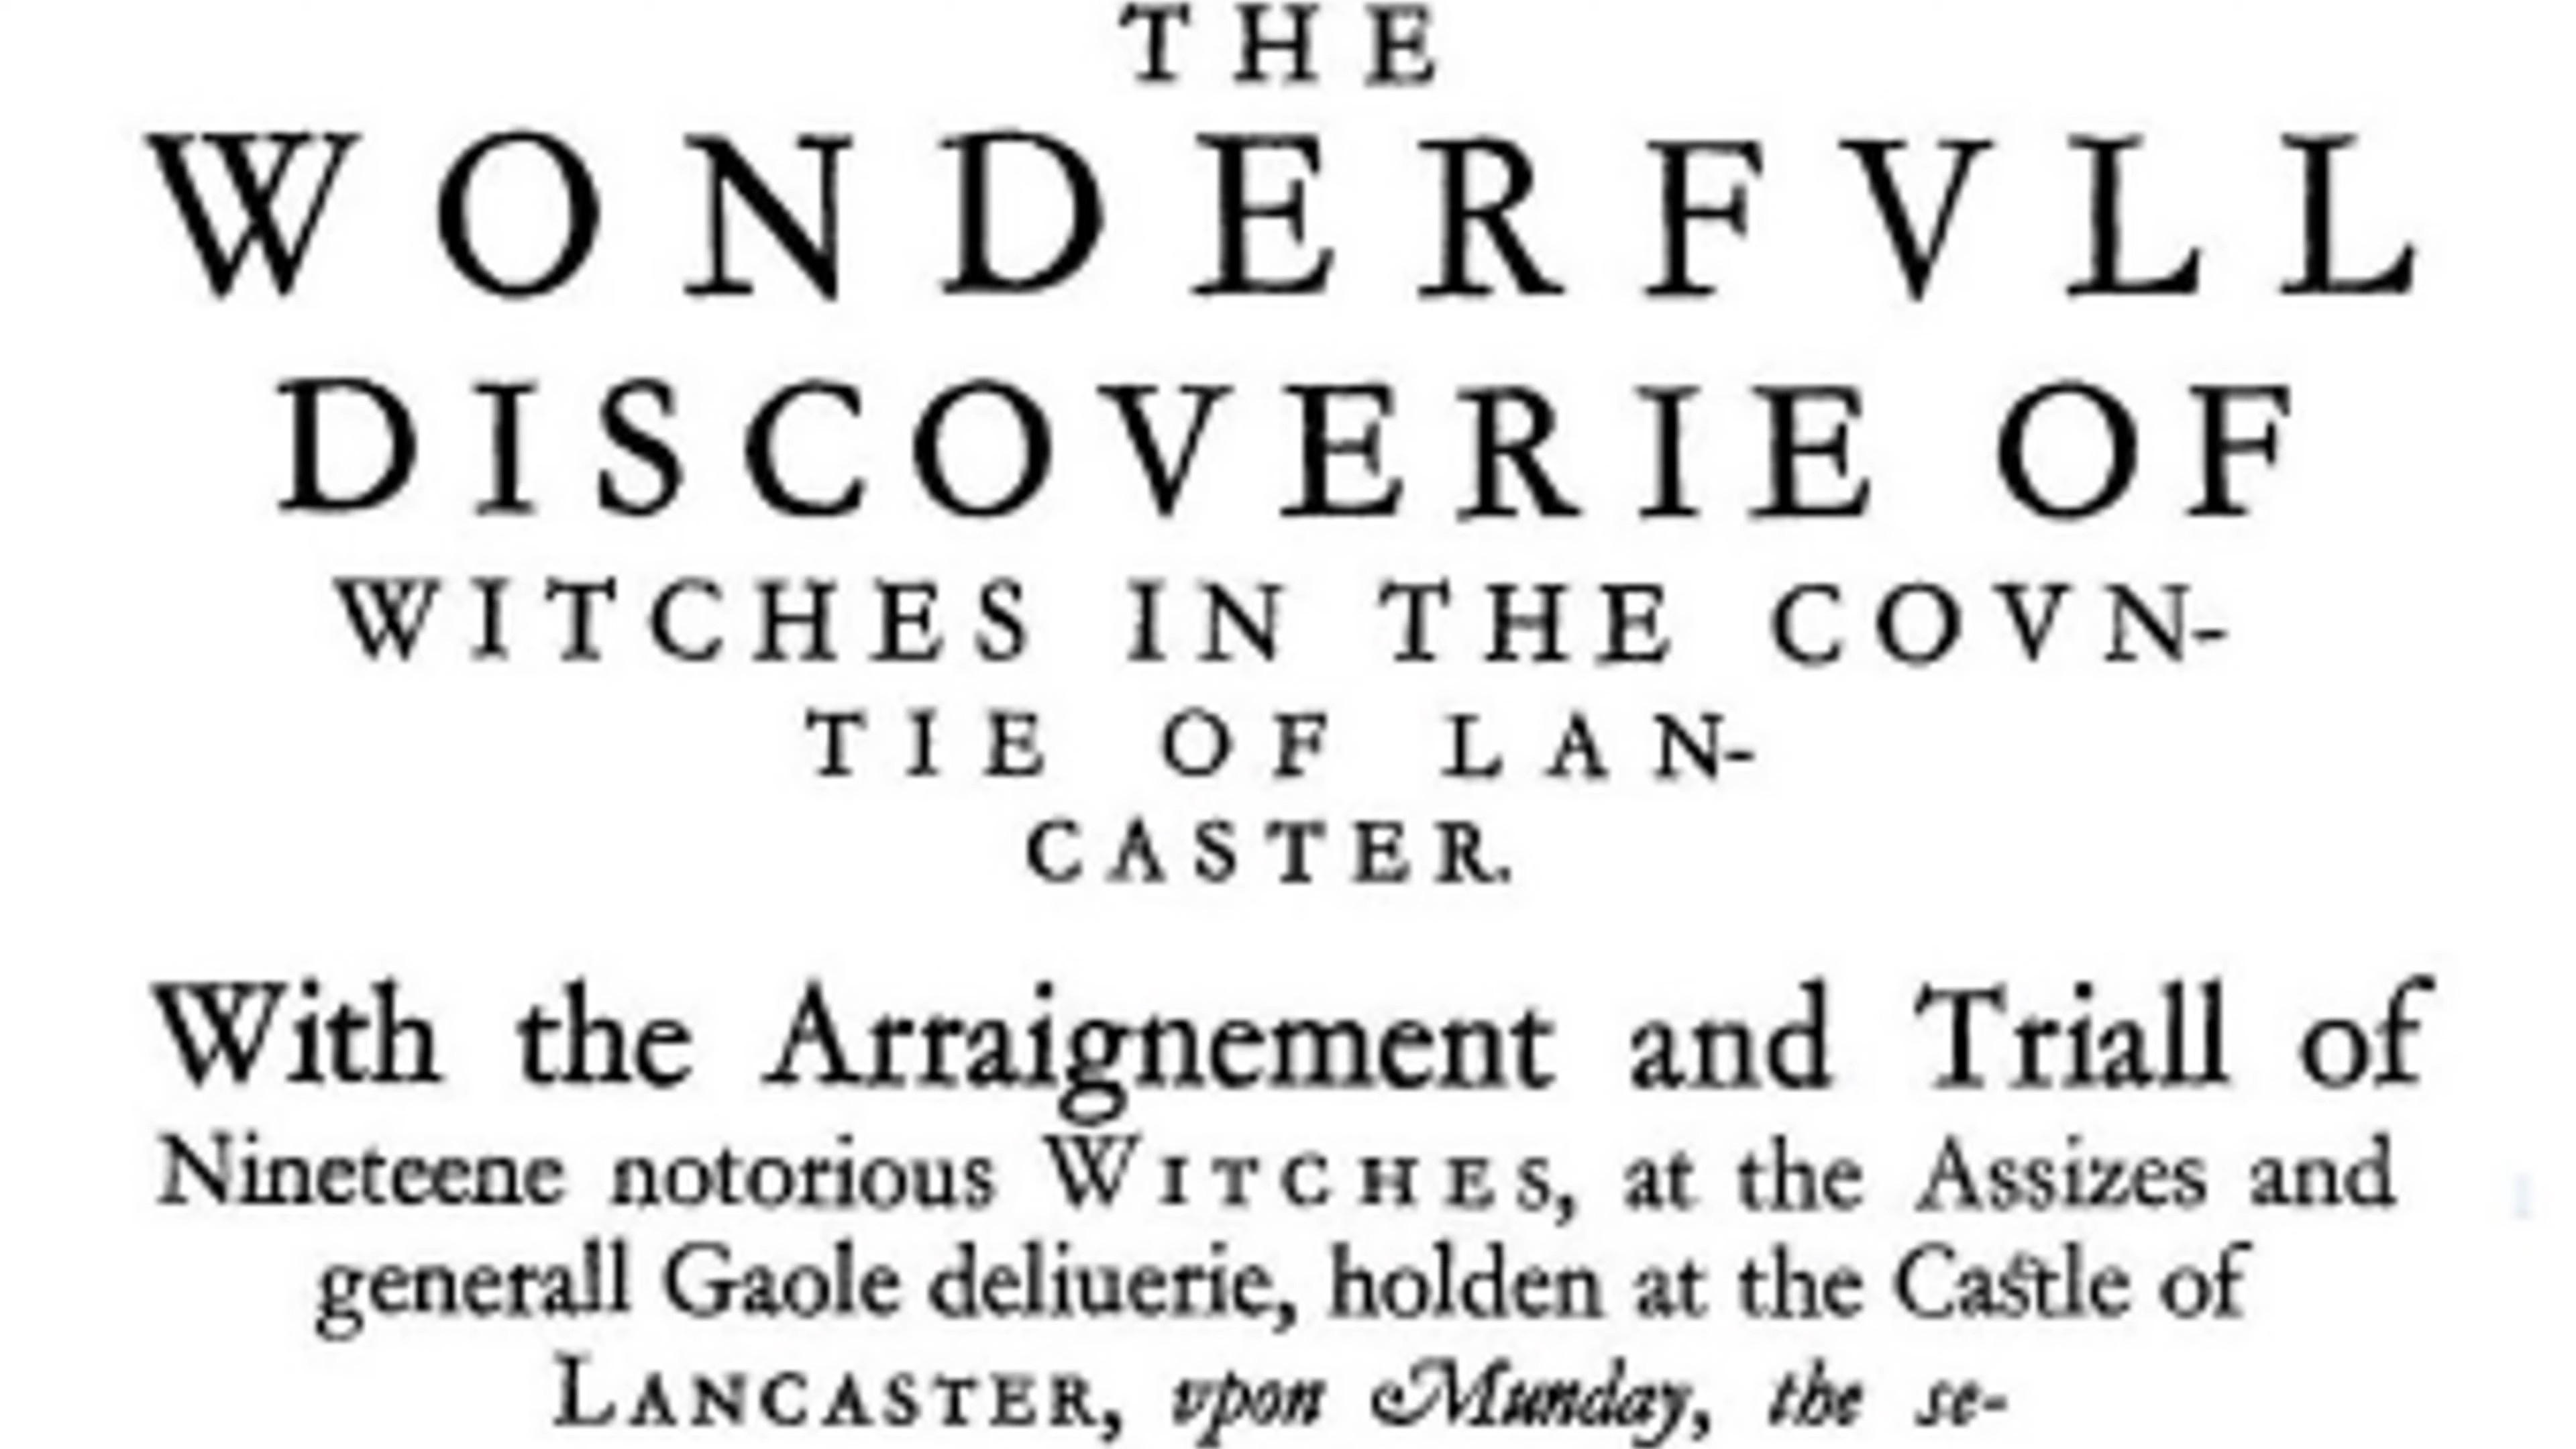 THE
WONDERFVLL
DISCOVERIE OF
WITCHES IN THE COVN-
TIE OF LAN-
CASTER.
With the Arraignement and Triall of
Nineteene notorious WITCHES, at the Assizes and
generall Gaole deliuerie, holden at the Castle of
LANCASTER, vpon Munday, the se-